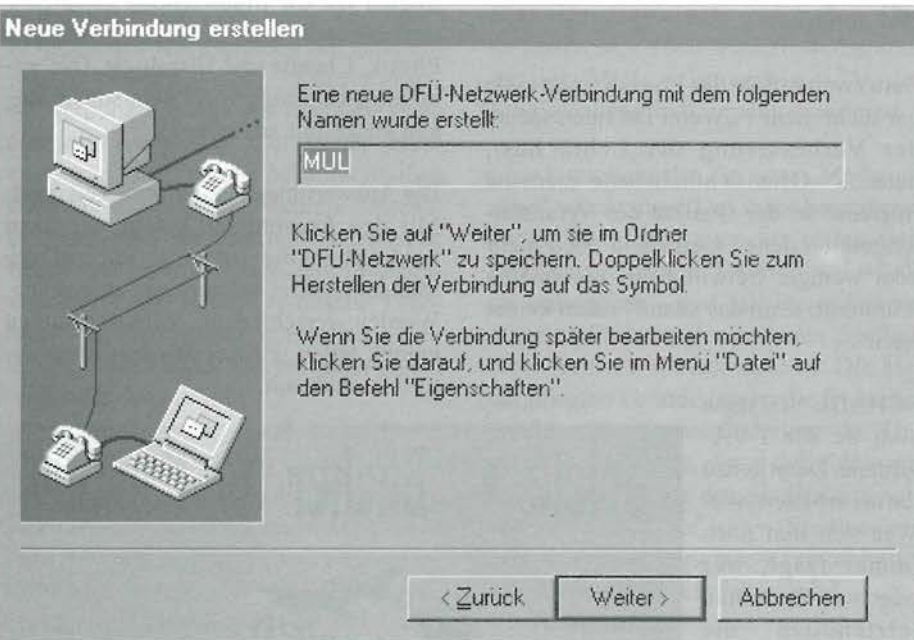 Neue Verbindung erstellen
Eine neue DFÜ-Netzwerk-Verbindung mit dem folgenden
Namen wurde erstellt:
MUL
Klicken Sie auf "Weiter", um sie im Ordner
"DFÜ-Netzwerk" zu speichern. Doppelklicken Sie zum
Herstellen der Verbindung auf das Symbol.
Wenn Sie die Verbindung später bearbeiten möchten,
klicken Sie darauf, und klicken Sie im Menü "Datei" auf
den Befehl "Eigenschaften".
< Zurück
Weiter >
Abbrechen